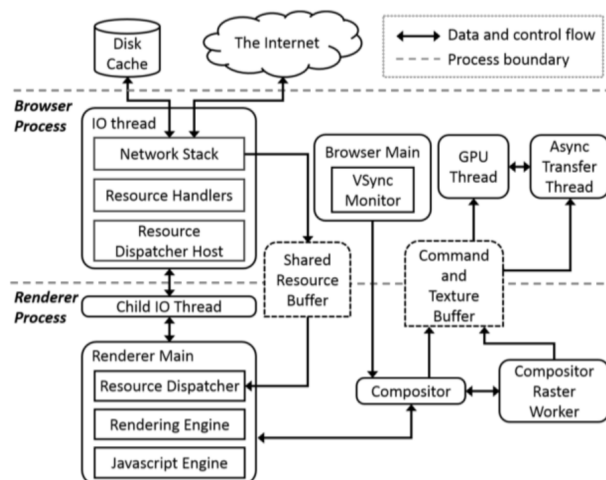 Disk
Cache
The Internet
Data and control flow
Process boundary
Browser
Process
IO thread
Network Stack
Resource Handlers
Resource
Dispatcher Host
Browser Main
VSync
Monitor
GPU
Thread
Async
Transfer
Thread
Shared
Resource
Buffer
Command
and
Texture
Buffer
Renderer
Process
Child IO Thread
Renderer Main
Resource Dispatcher
Rendering Engine
Javascript Engine
Compositor
Compositor
Raster
Worker